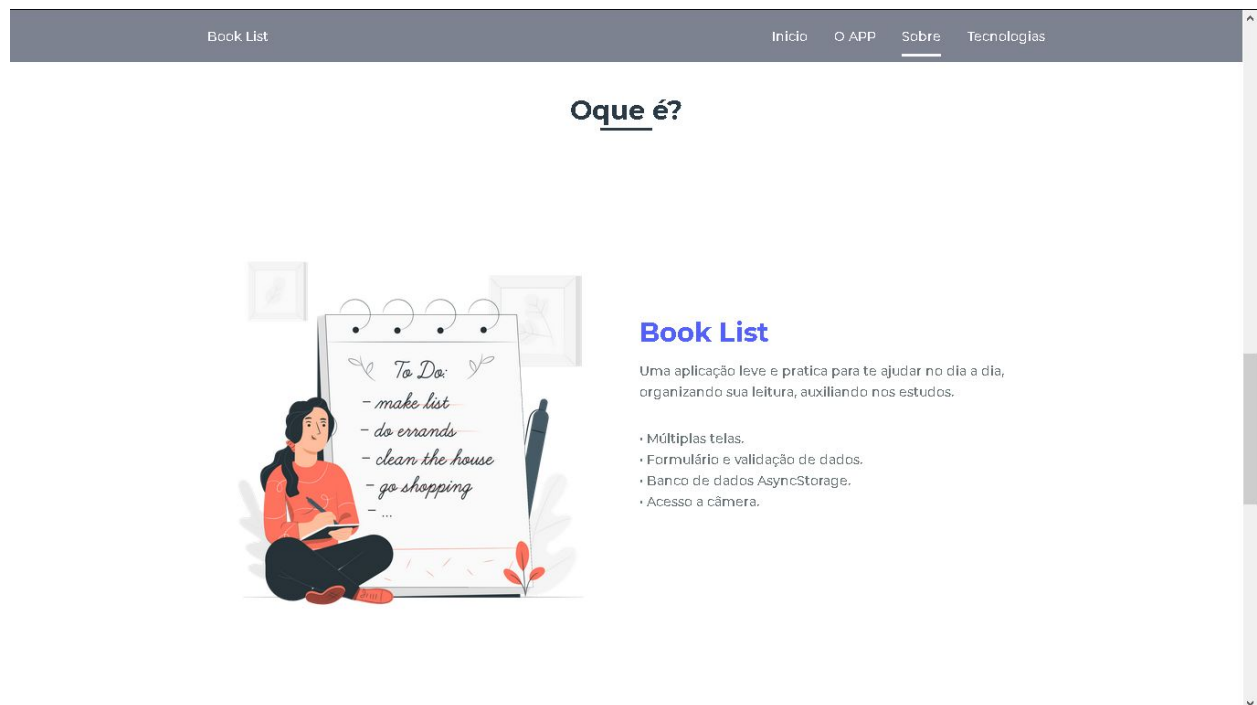 Book List
Inicio O APP Sobre Tecnologias
Oque é?
To Do:
- make list
- do errands
- clean the house
- go shopping
- ...
Book List
Uma aplicação leve e pratica para te ajudar no dia a dia,
organizando sua leitura, auxiliando nos estudos.
• Múltiplas telas.
• Formulário e validação de dados.
• Banco de dados AsyncStorage.
• Acesso a câmera.